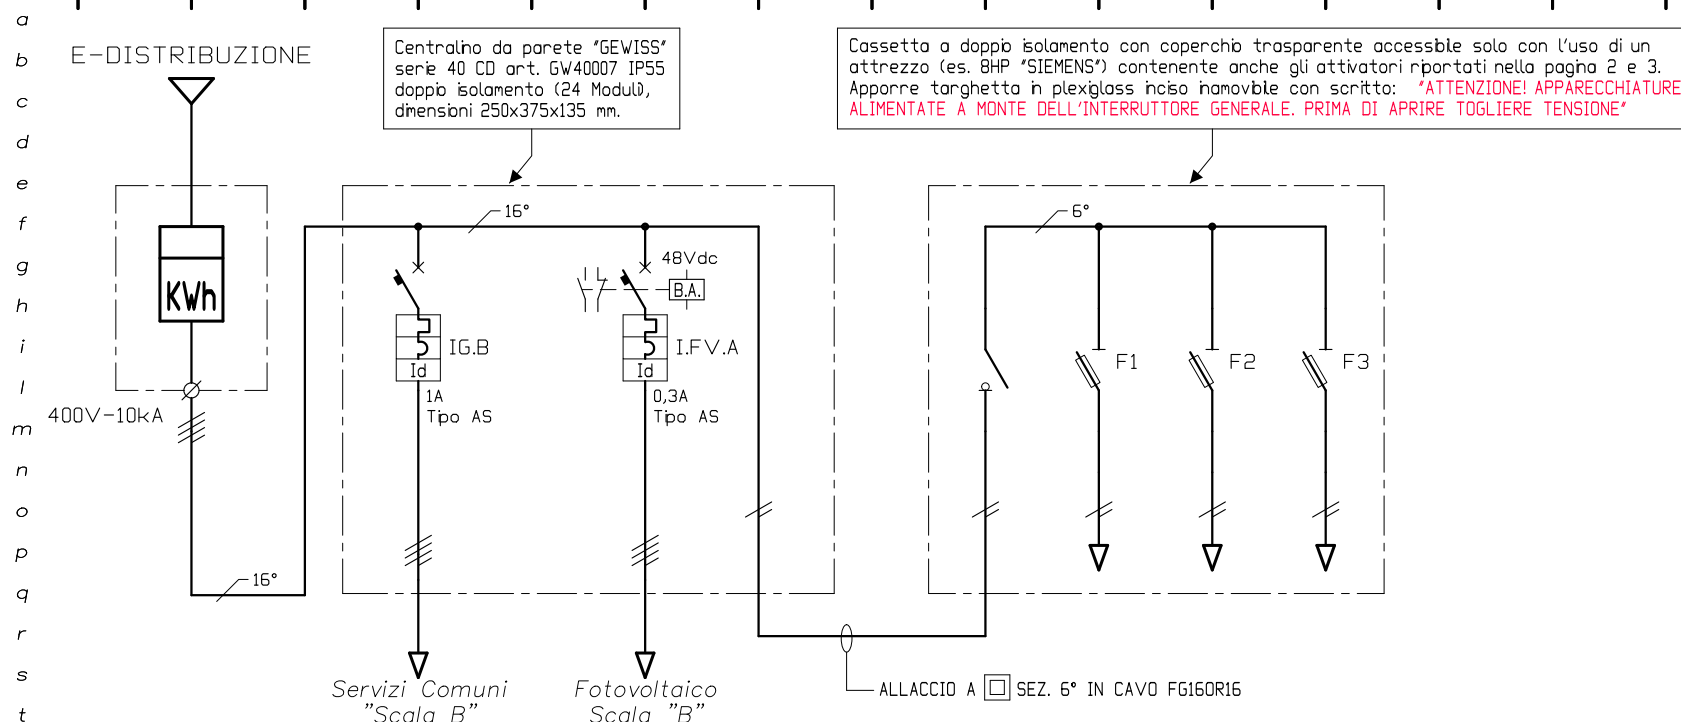 a
b
c
d
e
f
g
h
i
l
m
n
o
p
q
r
s
t
E-DISTRIBUZIONE
KWh
400V-10kA
16°
Centralino da parete "GEWISS"
serie 40 CD art. GW40007 IP55
doppio isolamento (24 Moduli),
dimensioni 250x375x135 mm.
16°
IG.B
Id
1A
Tipo AS
48Vdc
B.A.
I.FV.A
Id
0,3A
Tipo AS
Servizi Comuni
"Scala B"
Fotovoltaico
Scala "B"
Cassetta a doppio isolamento con coperchio trasparente accessible solo con l'uso di un
attrezzo (es. 8HP "SIEMENS") contenente anche gli attivatori riportati nella pagina 2 e 3.
Apporre targhetta in plexiglass inciso inamovible con scritto: "ATTENZIONE! APPARECCHIATURE
ALIMENTATE A MONTE DELL'INTERRUTTORE GENERALE. PRIMA DI APRIRE TOGLIERE TENSIONE"
6°
F1
F2
F3
ALLACCIO A SEZ. 6° IN CAVO FG16OR16